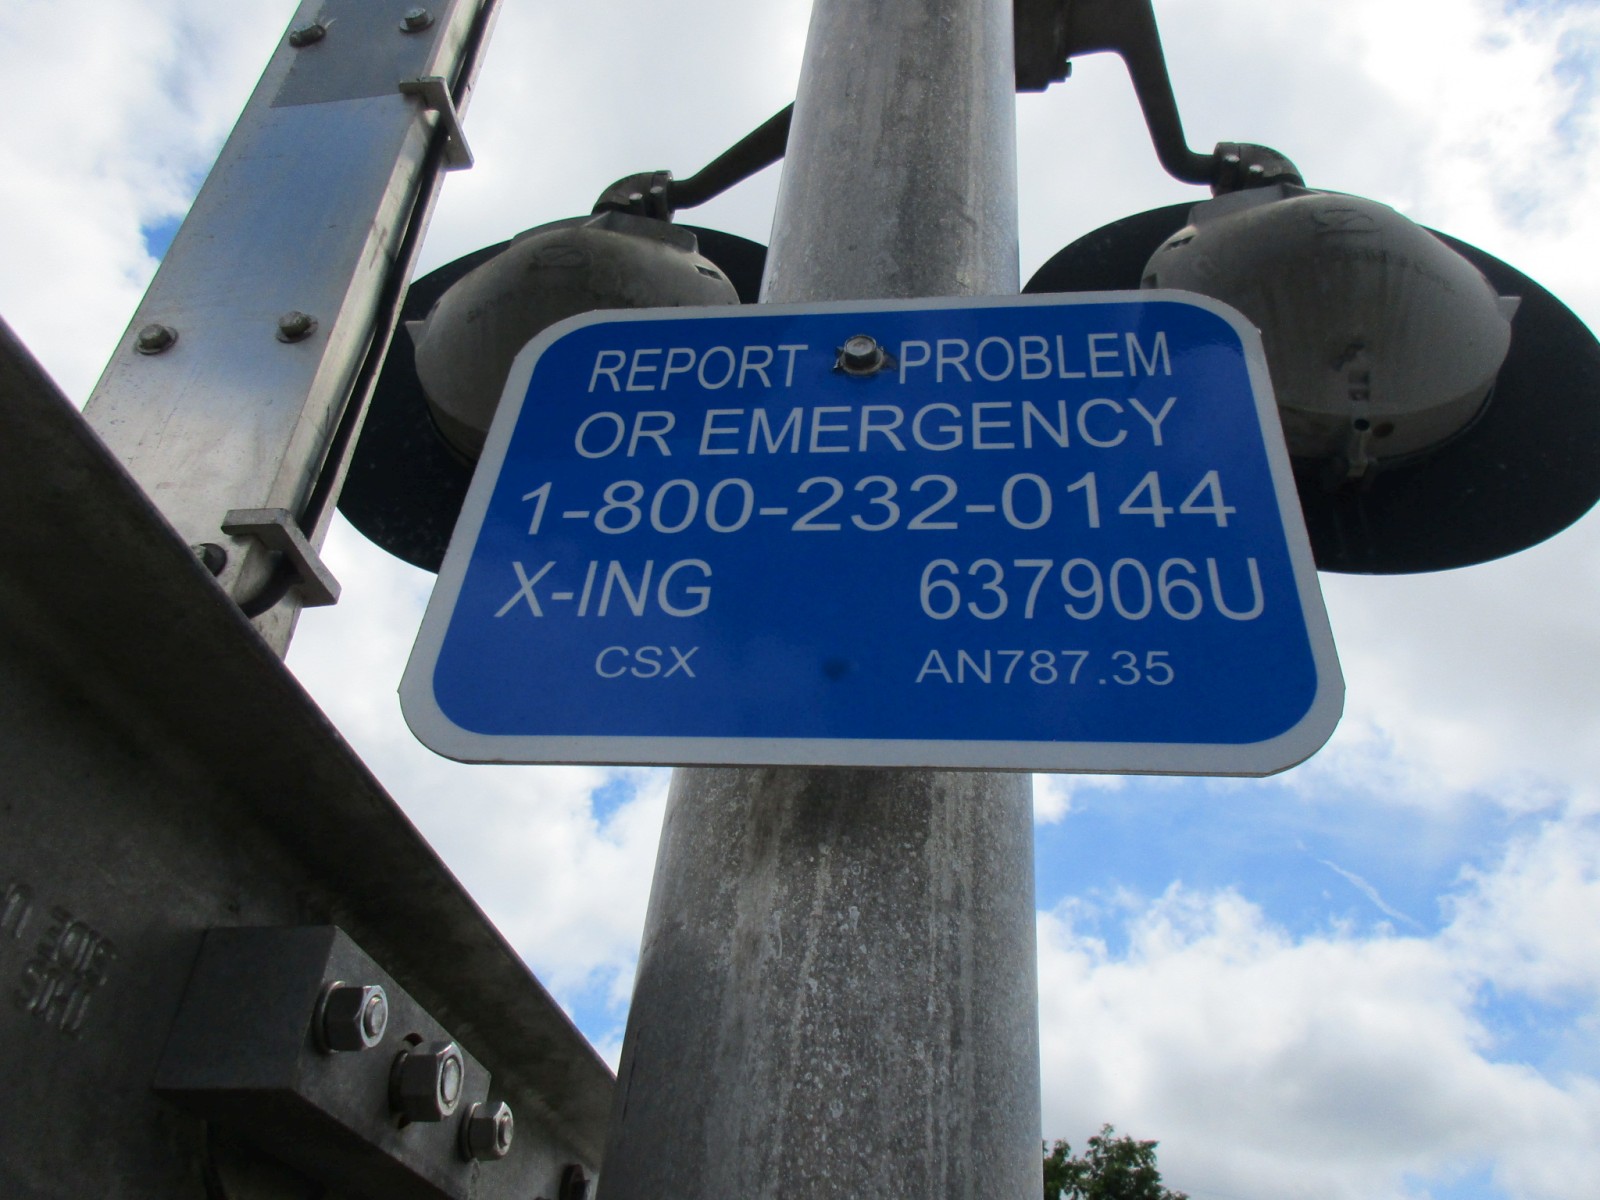 REPORT PROBLEM
OR EMERGENCY
1-800-232-0144
X-ING 637906U
CSX AN787.35